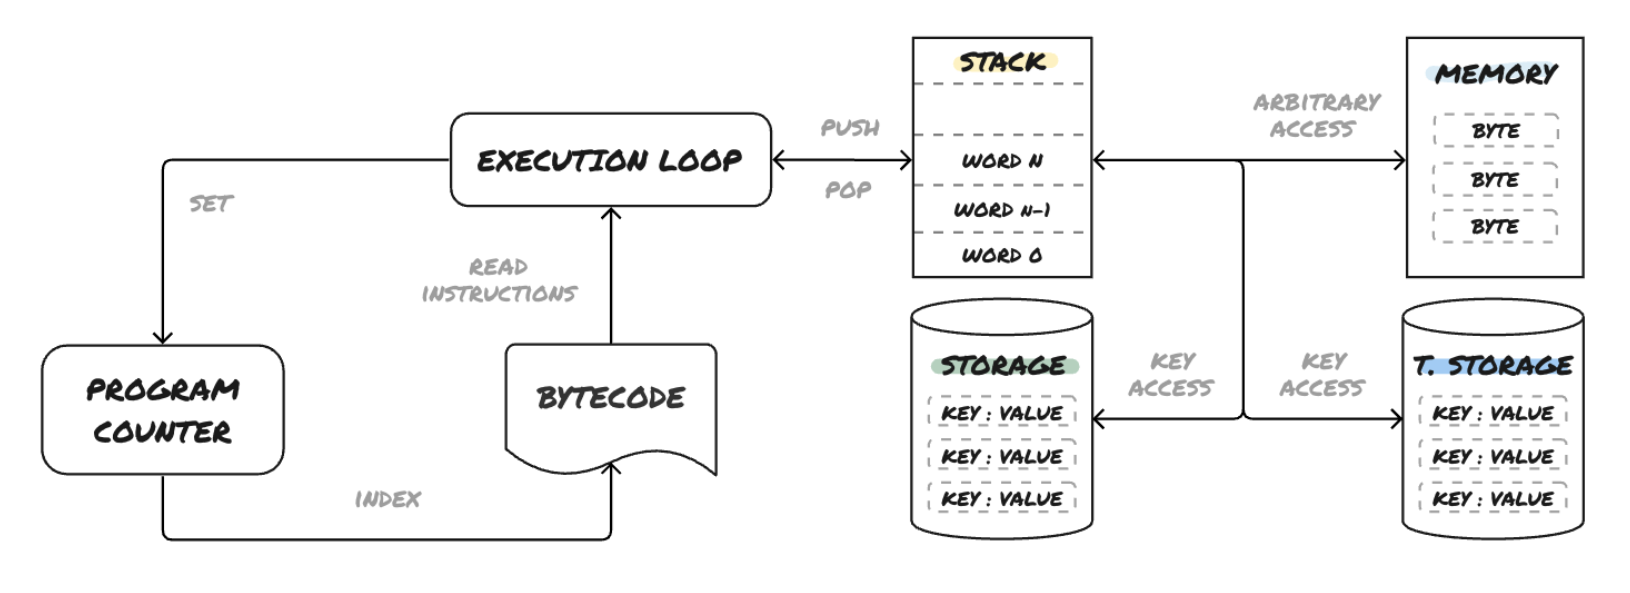 STACK
WORD N
WORD N-1
WORD 0
MEMORY
BYTE
BYTE
BYTE
ARBITRARY
ACCESS
PUSH
POP
EXECUTION LOOP
SET
READ
INSTRUCTIONS
PROGRAM
COUNTER
BYTECODE
INDEX
STORAGE
KEY : VALUE
KEY : VALUE
KEY : VALUE
KEY
ACCESS
KEY
ACCESS
T. STORAGE
KEY : VALUE
KEY : VALUE
KEY : VALUE